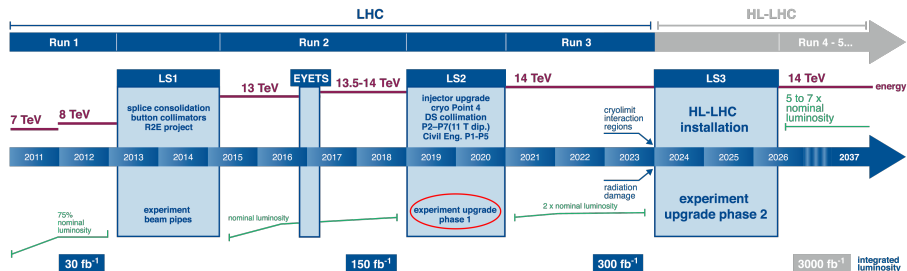 LHC
HL-LHC
Run 1
Run 2
Run 3
Run 4 - 5...
LS1
EYETS
LS2
LS3
7 TeV
8 TeV
13 TeV
13.5-14 TeV
14 TeV
14 TeV
energy
splice consolidation
button collimators
R2E project
injector upgrade
cryo Point 4
DS collimation
P2–P7(11 T dip.)
Civil Eng. P1-P5
cryolimit
interaction
regions
HL-LHC
installation
5 to 7 x
nominal
luminosity
2011 2012 2013 2014 2015 2016 2017 2018 2019 2020 2021 2022 2023 2024 2025 2026 2037
radiation
damage
75%
nominal
luminosity
experiment
beam pipes
nominal luminosity
experiment upgrade
phase 1
2 x nominal luminosity
experiment
upgrade phase 2
30 fb-1
150 fb-1
300 fb-1
3000 fb-1
integrated
luminosity